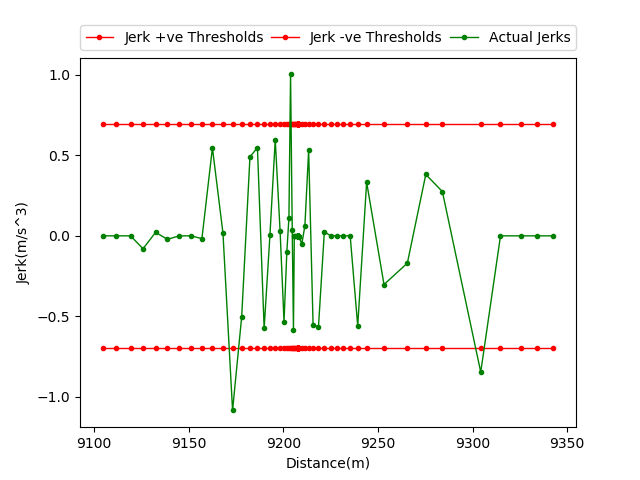 Jerk +ve Thresholds Jerk -ve Thresholds Actual Jerks
1.0
0.5
0.0
−0.5
−1.0
Jerk(m/s^3)
9100 9150 9200 9250 9300 9350
Distance(m)